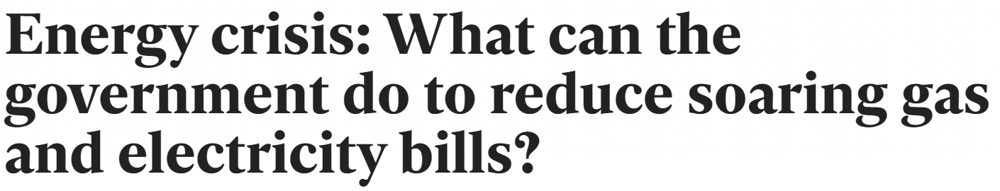 Energy crisis: What can the
government do to reduce soaring gas
and electricity bills?